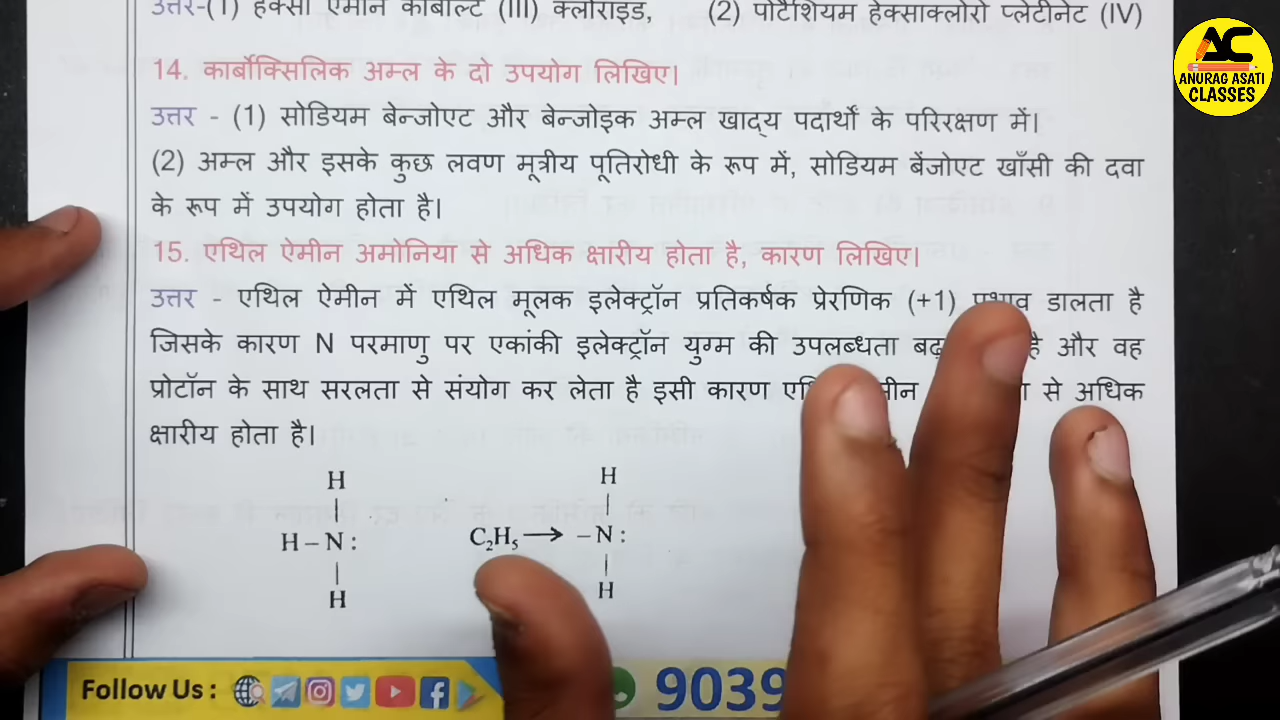 उत्तर-(1) हेक्सा ऐमीन कोबाल्ट (III) क्लोराइड, (2) पोटैशियम हेक्साक्लोरो प्लेटीनेट (IV)
AC
ANURAG ASATI
CLASSES
14. कार्बोक्सिलिक अम्ल के दो उपयोग लिखिए।
उत्तर - (1) सोडियम बेन्जोएट और बेन्जोइक अम्ल खाद्य पदार्थों के परिरक्षण में।
(2) अम्ल और इसके कुछ लवण मूत्रीय पूतिरोधी के रूप में, सोडियम बेंजोएट खाँसी की दवा
के रूप में उपयोग होता है।
15. एथिल ऐमीन अमोनिया से अधिक क्षारीय होता है, कारण लिखिए।
उत्तर - एथिल ऐमीन में एथिल मूलक इलेक्ट्रॉन प्रतिकर्षक प्रेरणिक (+1) प्रभाव डालता है
जिसके कारण N परमाणु पर एकांकी इलेक्ट्रॉन युग्म की उपलब्धता है और वह
प्रोटॉन के साथ सरलता से संयोग कर लेता है इसी कारण से अधिक
क्षारीय होता है।
H H
H – N : C₂H₅ ⟶ – N :
H H
Follow Us : 9039